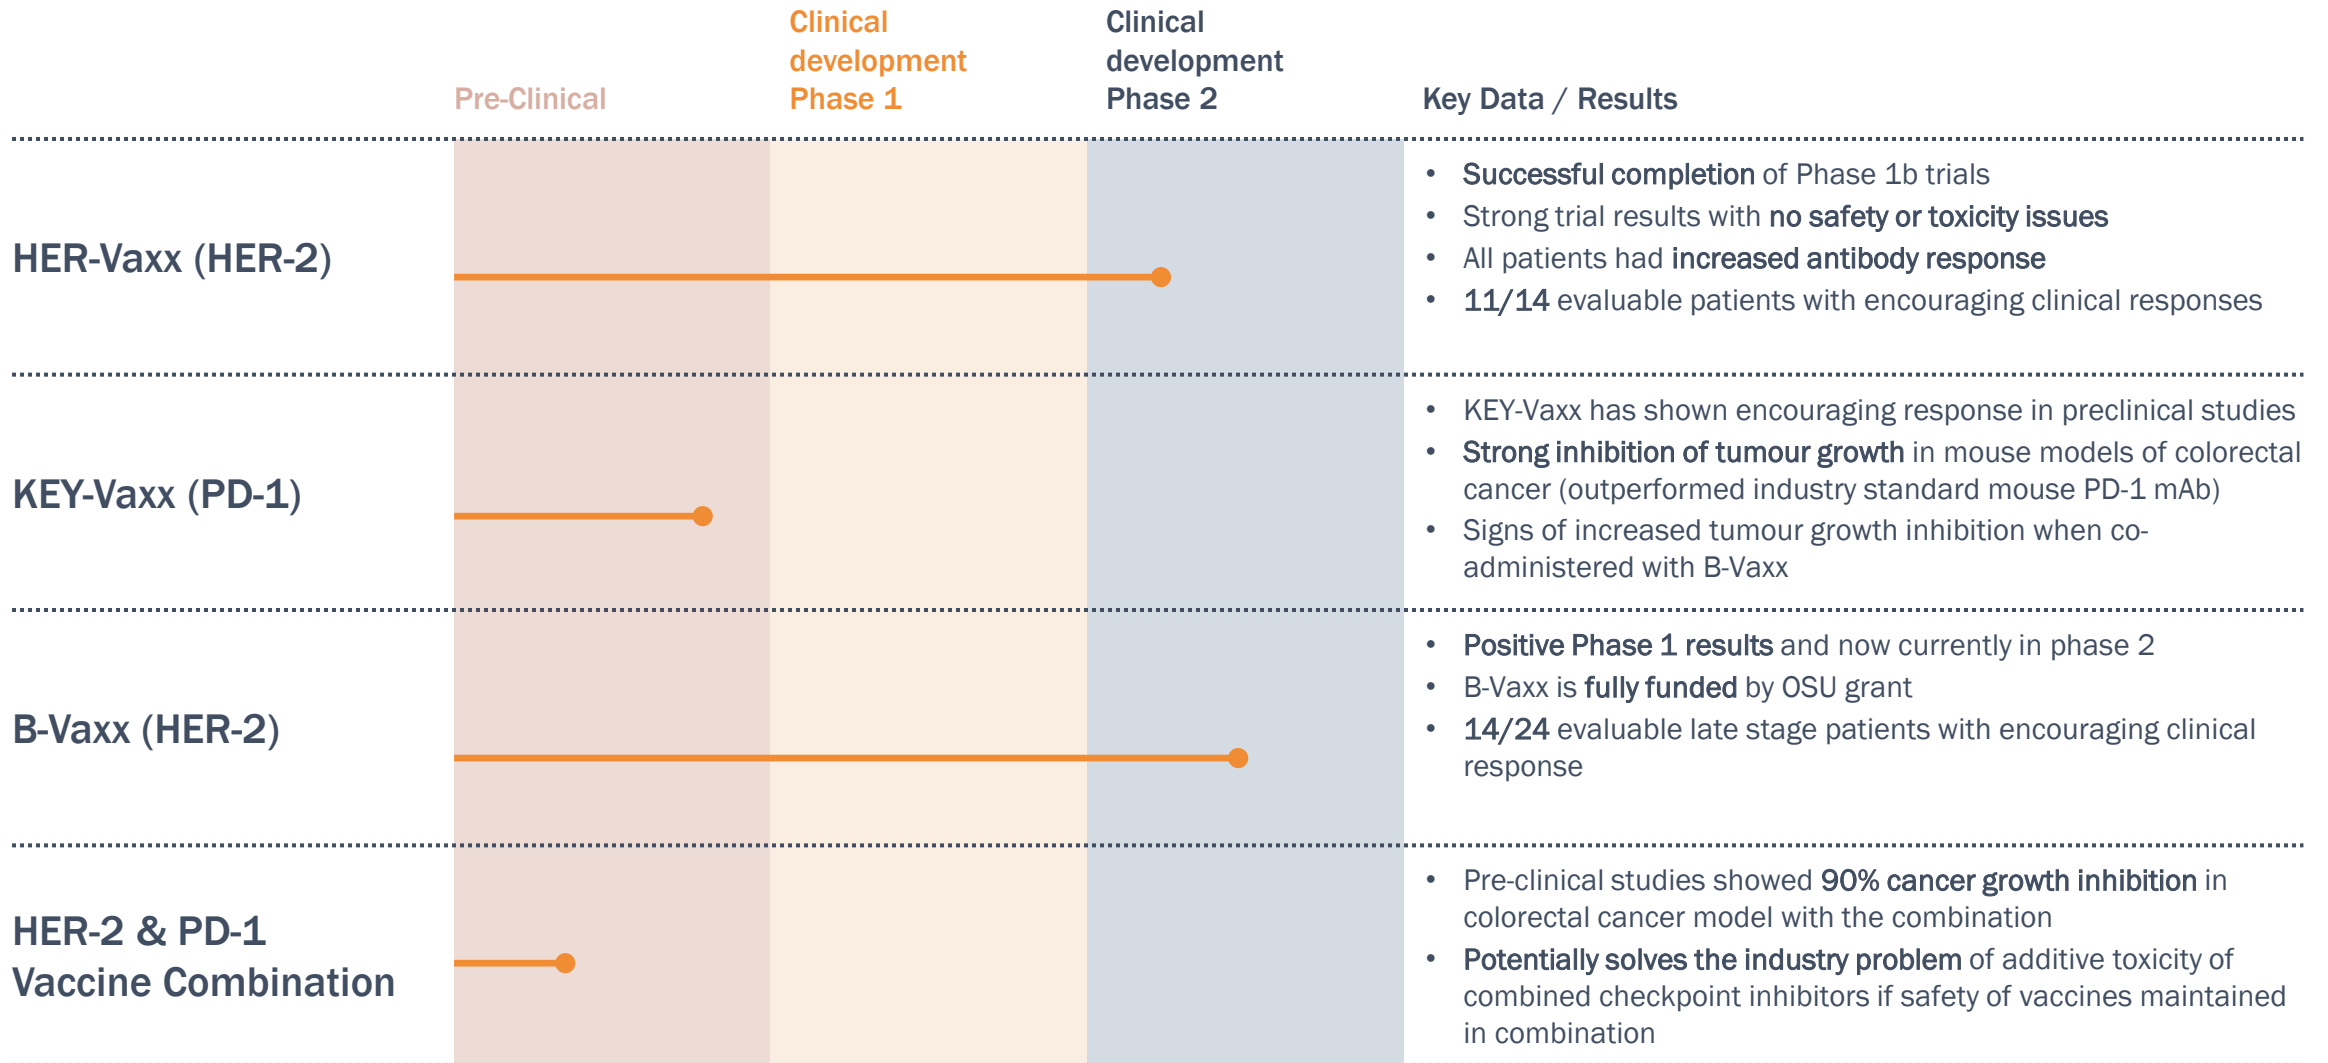 Pre-Clinical
Clinical
development
Phase 1
Clinical
development
Phase 2
Key Data / Results
HER-Vaxx (HER-2)
• Successful completion of Phase 1b trials
• Strong trial results with no safety or toxicity issues
• All patients had increased antibody response
• 11/14 evaluable patients with encouraging clinical responses
KEY-Vaxx (PD-1)
• KEY-Vaxx has shown encouraging response in preclinical studies
• Strong inhibition of tumour growth in mouse models of colorectal
cancer (outperformed industry standard mouse PD-1 mAb)
• Signs of increased tumour growth inhibition when co-
administered with B-Vaxx
B-Vaxx (HER-2)
• Positive Phase 1 results and now currently in phase 2
• B-Vaxx is fully funded by OSU grant
• 14/24 evaluable late stage patients with encouraging clinical
response
HER-2 & PD-1
Vaccine Combination
• Pre-clinical studies showed 90% cancer growth inhibition in
colorectal cancer model with the combination
• Potentially solves the industry problem of additive toxicity of
combined checkpoint inhibitors if safety of vaccines maintained
in combination